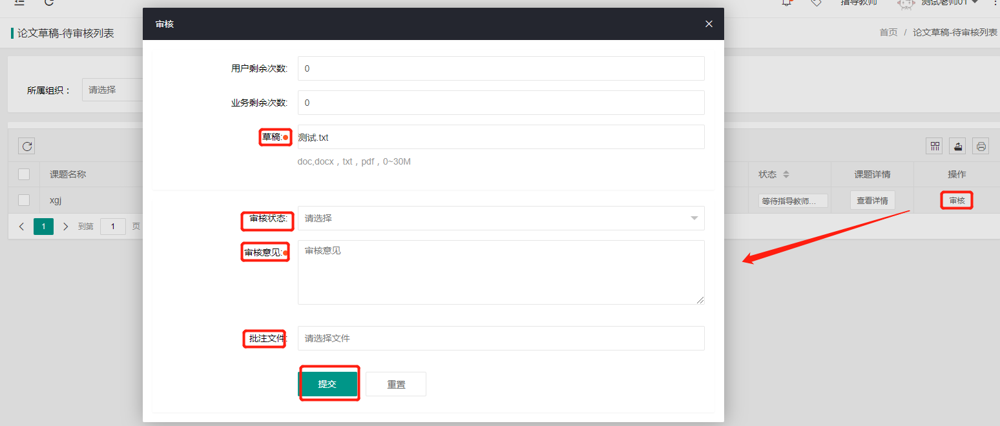 指导教师 测试老师01
审核
论文草稿-待审核列表
首页 / 论文草稿-待审核列表
用户剩余次数: 0
所属组织： 请选择
业务剩余次数: 0
草稿: 测试.txt
doc,docx，txt，pdf，0~30M
课题名称 状态 课题详情 操作
xgj 等待指导教师... 查看详情 审核
1 到第 1 页
审核状态: 请选择
审核意见: 审核意见
批注文件: 请选择文件
提交 重置